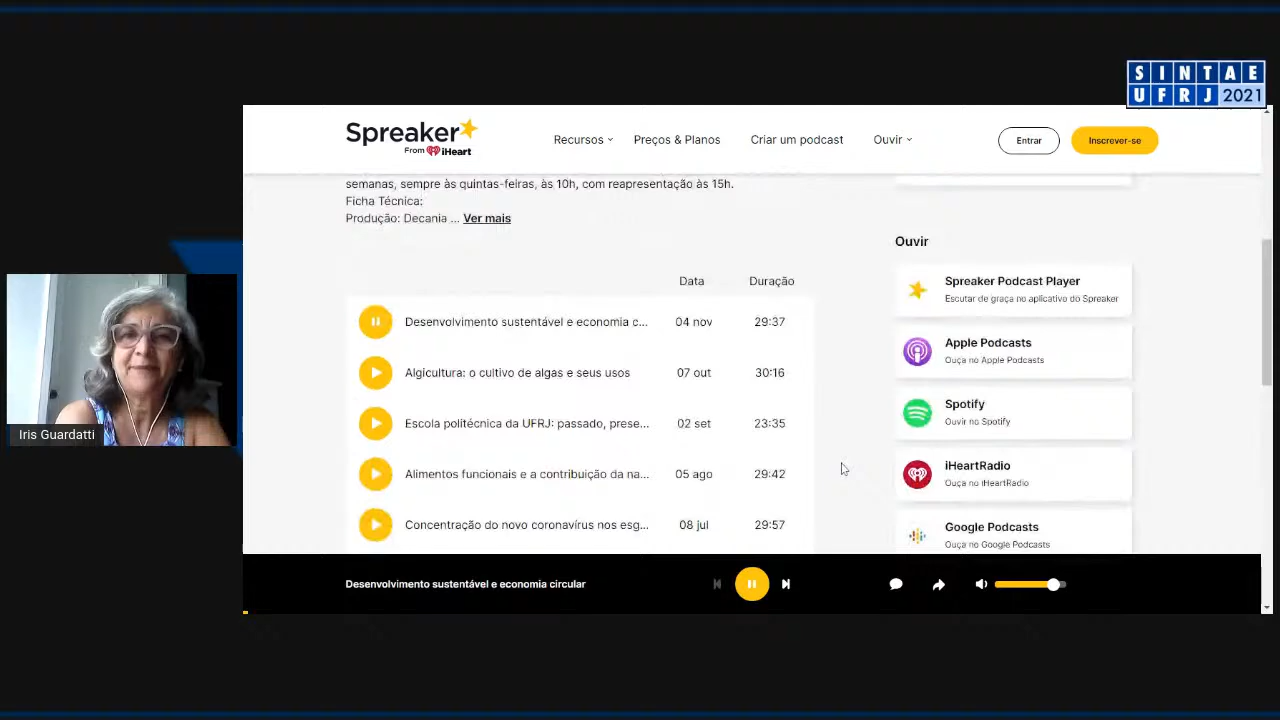 SINTAE
UFRJ 2021
Spreaker
From iHeart
Recursos
Preços & Planos
Criar um podcast
Ouvir
Entrar
Inscrever-se
semanas, sempre às quintas-feiras, às 10h, com reapresentação às 15h.
Ficha Técnica:
Produção: Decania ... Ver mais
Data Duração
Desenvolvimento sustentável e economia c... 04 nov 29:37
Algicultura: o cultivo de algas e seus usos 07 out 30:16
Escola politécnica da UFRJ: passado, prese... 02 set 23:35
Alimentos funcionais e a contribuição da na... 05 ago 29:42
Concentração do novo coronavírus nos esg... 08 jul 29:57
Ouvir
Spreaker Podcast Player
Escutar de graça no aplicativo do Spreaker
Apple Podcasts
Ouça no Apple Podcasts
Spotify
Ouvir no Spotify
iHeartRadio
Ouça no iHeartRadio
Google Podcasts
Ouça no Google Podcasts
Iris Guardatti
Desenvolvimento sustentável e economia circular